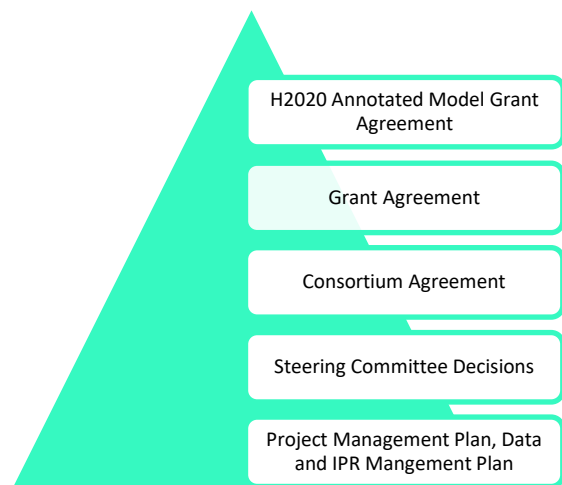 H2020 Annotated Model Grant
Agreement
Grant Agreement
Consortium Agreement
Steering Committee Decisions
Project Management Plan, Data
and IPR Mangement Plan